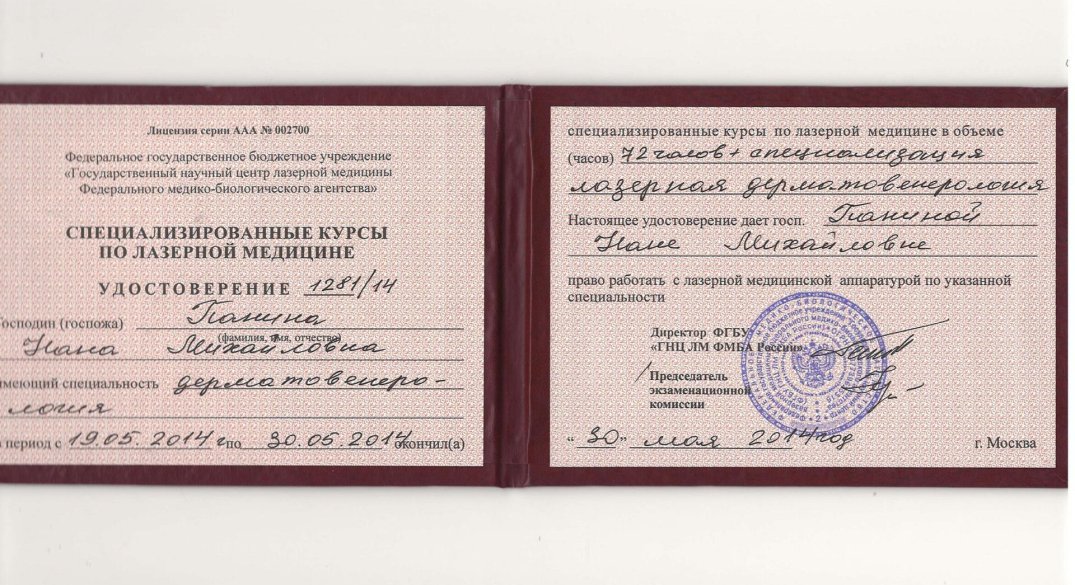 Лицензия серии ААА № 002700
Федеральное государственное бюджетное учреждение
«Государственный научный центр лазерной медицины
Федерального медико-биологического агентства»
СПЕЦИАЛИЗИРОВАННЫЕ КУРСЫ
ПО ЛАЗЕРНОЙ МЕДИЦИНЕ
УДОСТОВЕРЕНИЕ 1281/14
Господин (госпожа) Панина
(фамилия, имя, отчество)
Нана Михайловна
имеющий специальность дерматовенеро-
логия
период с 19.05.2014 г по 30.05.2014 окончил(а)
специализированные курсы по лазерной медицине в объеме
(часов) 72 часов + специализация
лазерная дерматовенерология
Настоящее удостоверение дает госп. Паниной
Нане Михайловне
право работать с лазерной медицинской аппаратурой по указанной
специальности
Директор ФГБУ
«ГНЦ ЛМ ФМБА России»
Председатель
экзаменационной
комиссии
“ 30 ” мая 2014 год
г. Москва